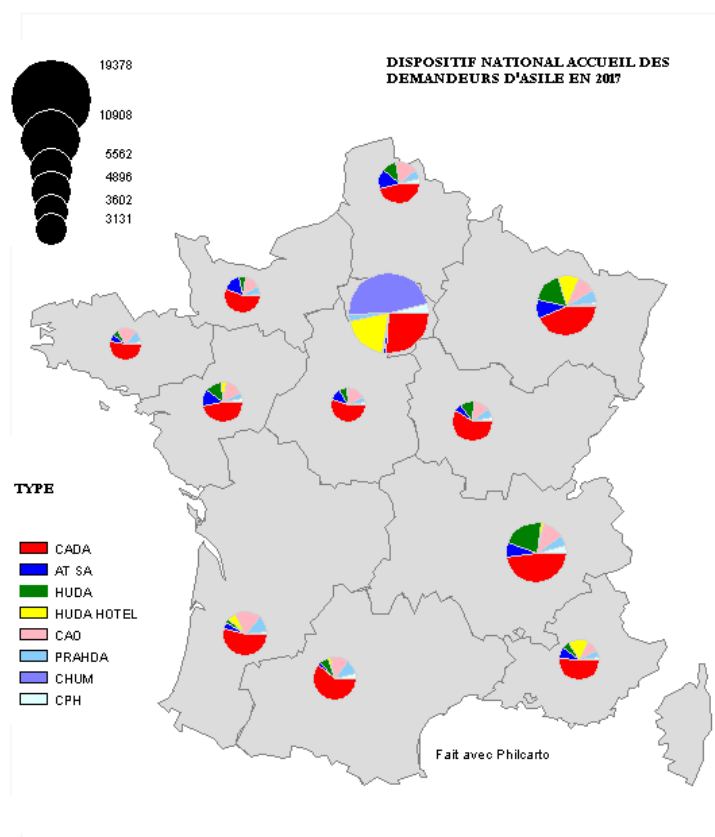 19378
10908
5562
4896
3602
3131
DISPOSITIF NATIONAL ACCUEIL DES
DEMANDEURS D'ASILE EN 2017
TYPE
CADA
AT SA
HUDA
HUDA HOTEL
CAO
PRAHDA
CHUM
CPH
Fait avec Philcarto